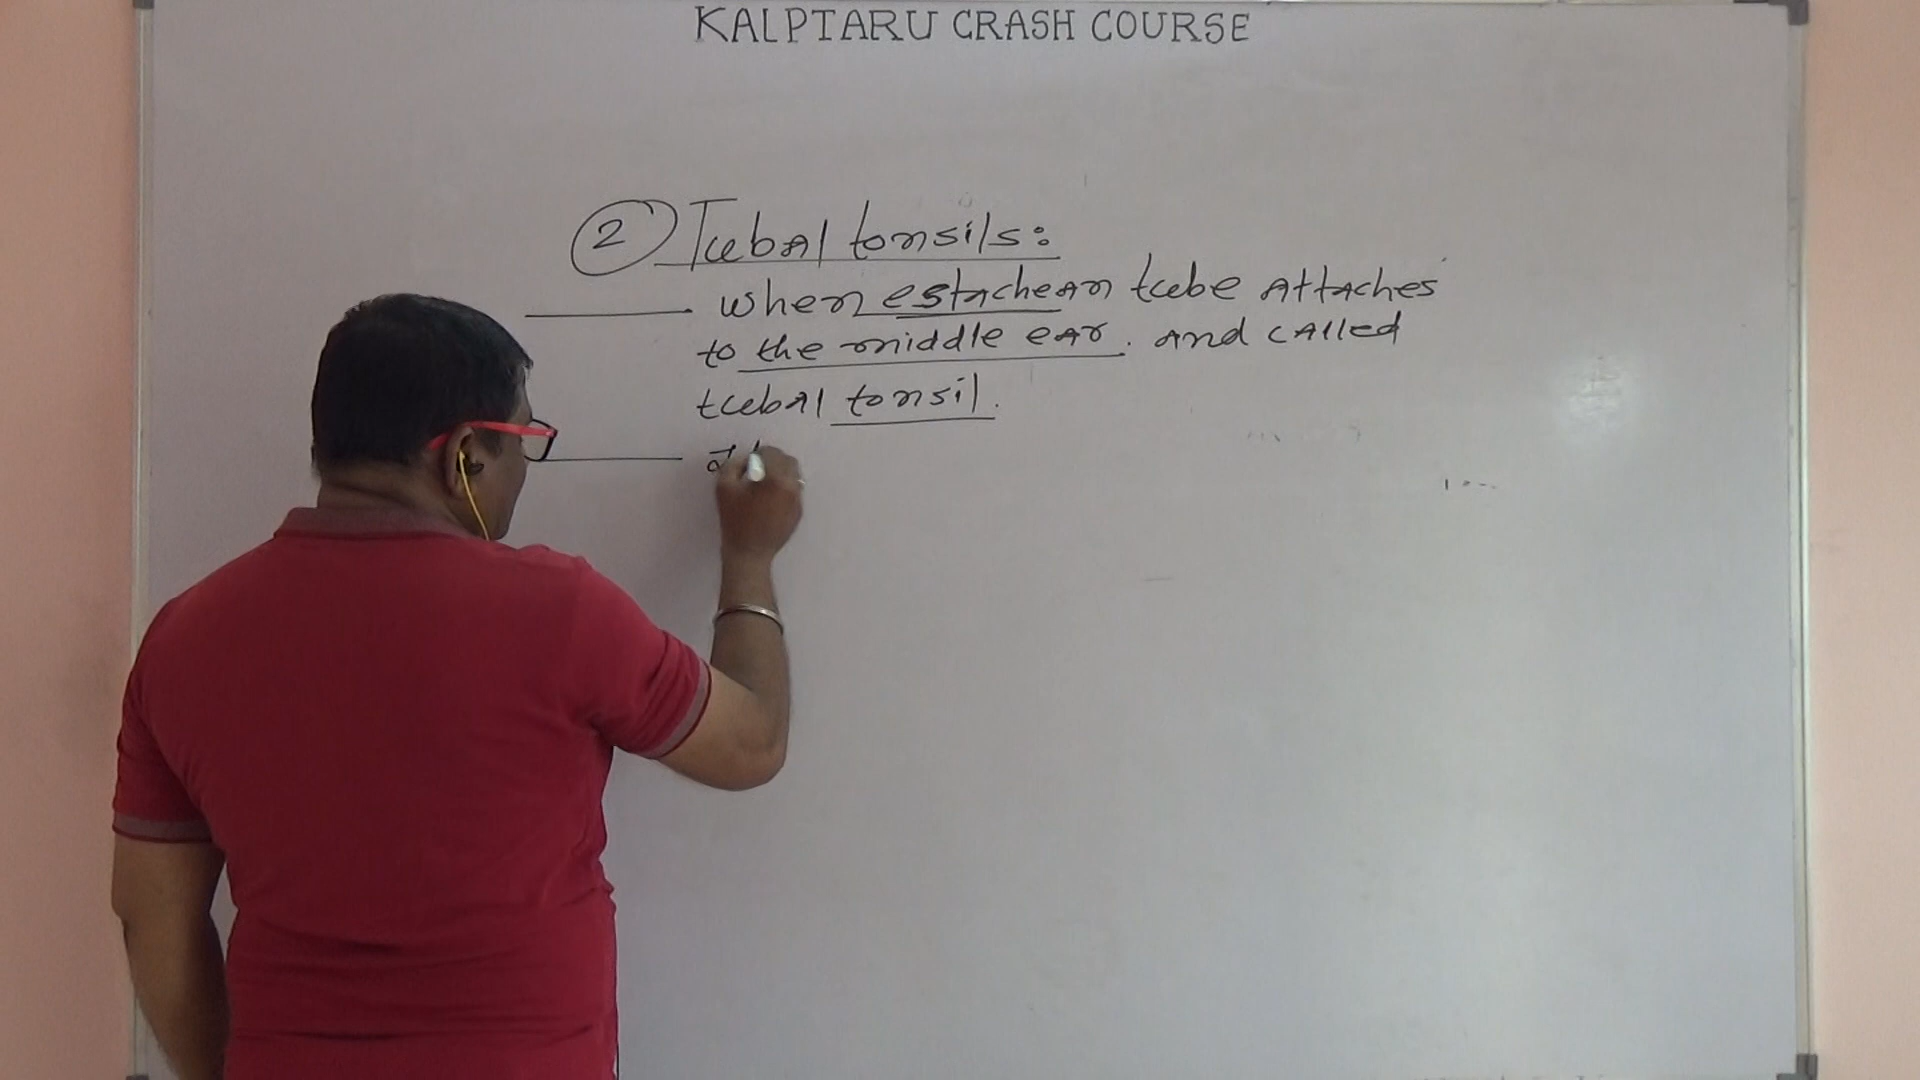 KALPTARU CRASH COURSE
② Tubal tonsils:
when estachean tube Attaches
to the middle ear. and called
tubal tonsil.